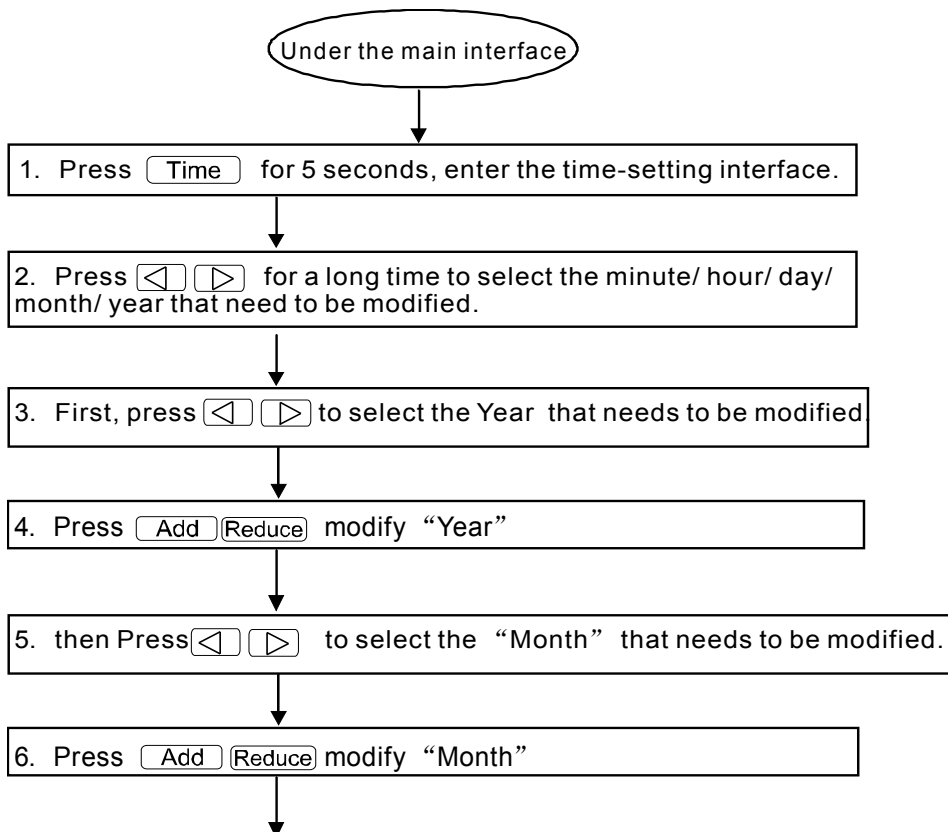 Under the main interface
1. Press Time for 5 seconds, enter the time-setting interface.
2. Press ◁ ▷ for a long time to select the minute/ hour/ day/
month/ year that need to be modified.
3. First, press ◁ ▷ to select the Year that needs to be modified.
4. Press Add Reduce modify “Year”
5. then Press ◁ ▷ to select the “Month” that needs to be modified.
6. Press Add Reduce modify “Month”